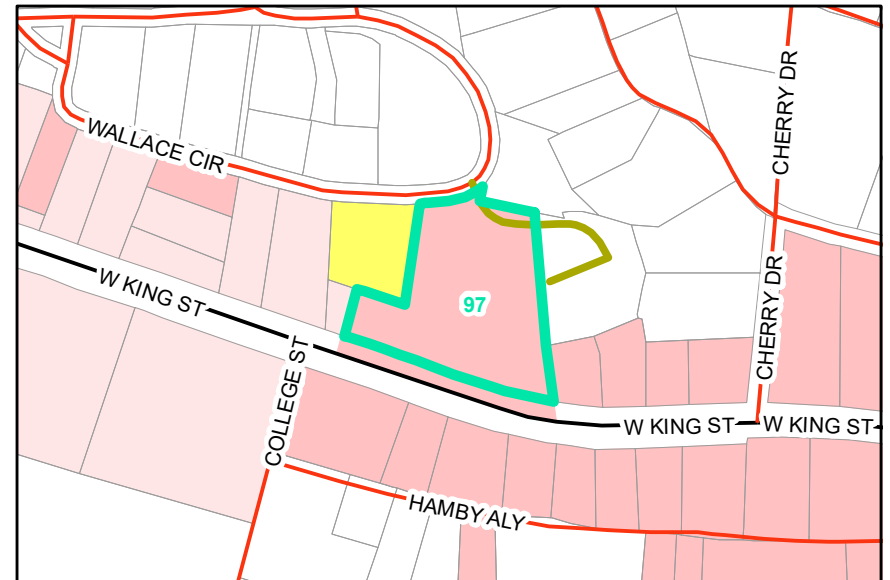 CHERRY DR
WALLACE CIR
W KING ST
97
CHERRY DR
COLLEGE ST
W KING ST
W KING ST
HAMBY ALY